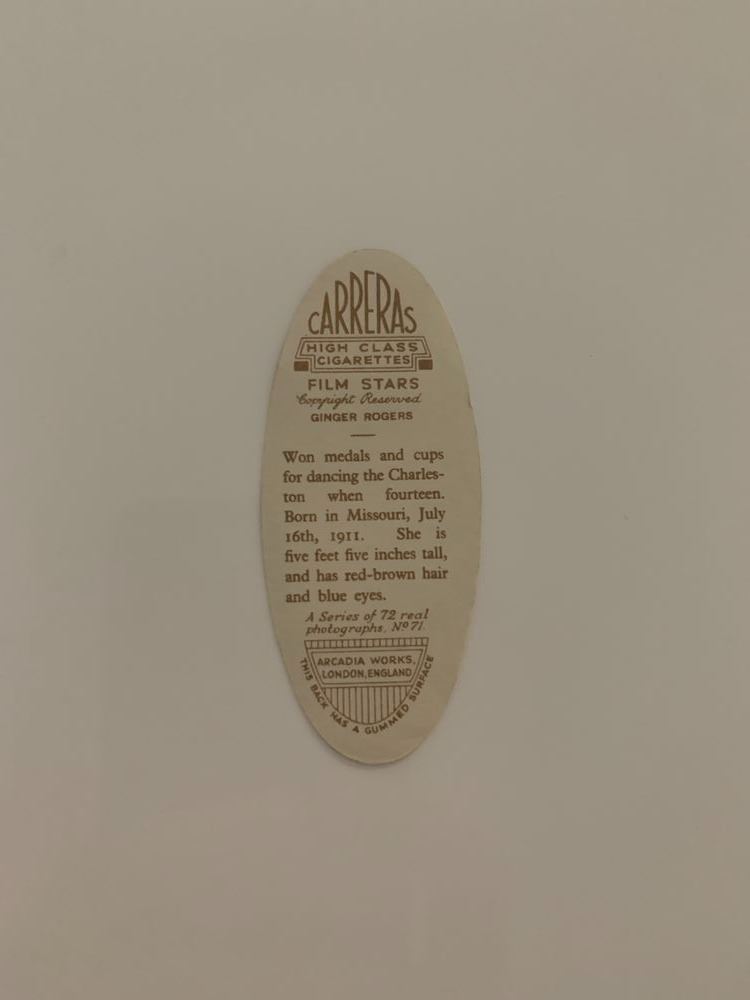 CARRERAS
HIGH CLASS
CIGARETTES
FILM STARS
Copyright Reserved
GINGER ROGERS
Won medals and cups
for dancing the Charles-
ton when fourteen.
Born in Missouri, July
16th, 1911. She is
five feet five inches tall,
and has red-brown hair
and blue eyes.
A Series of 72 real
photographs, Nº 71.
ARCADIA WORKS,
LONDON, ENGLAND
THIS BACK HAS A GUMMED SURFACE